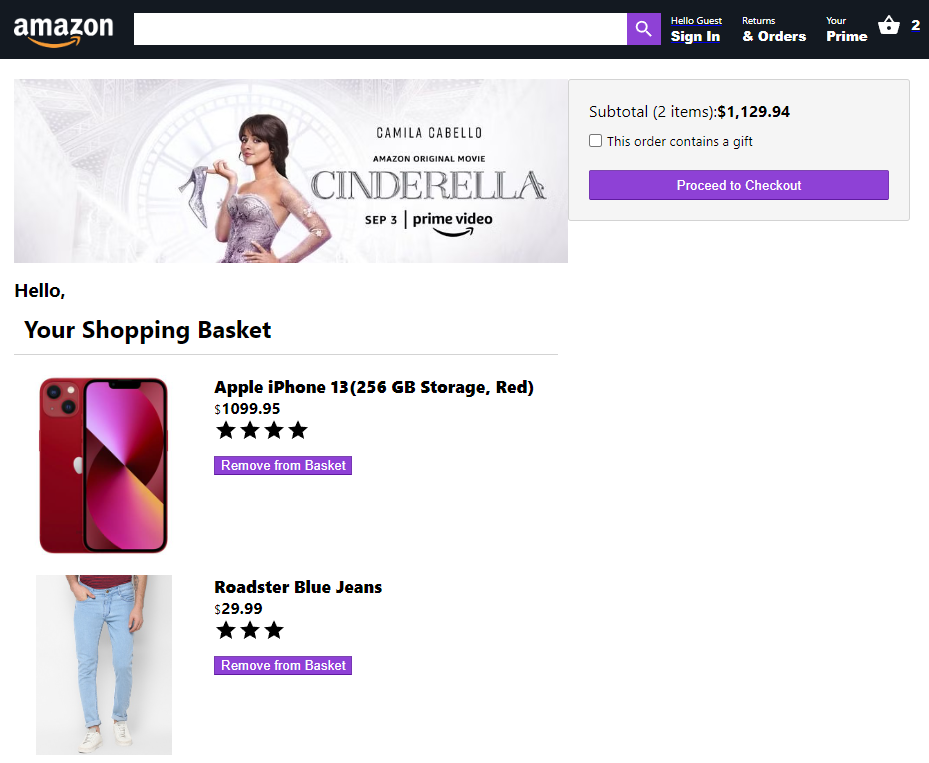 amazon
Hello Guest
Sign In
Returns
& Orders
Your
Prime
2
CAMILA CABELLO
AMAZON ORIGINAL MOVIE
CINDERELLA
SEP 3 | prime video
Subtotal (2 items):$1,129.94
This order contains a gift
Proceed to Checkout
Hello,
Your Shopping Basket
Apple iPhone 13(256 GB Storage, Red)
$1099.95
Remove from Basket
Roadster Blue Jeans
$29.99
Remove from Basket